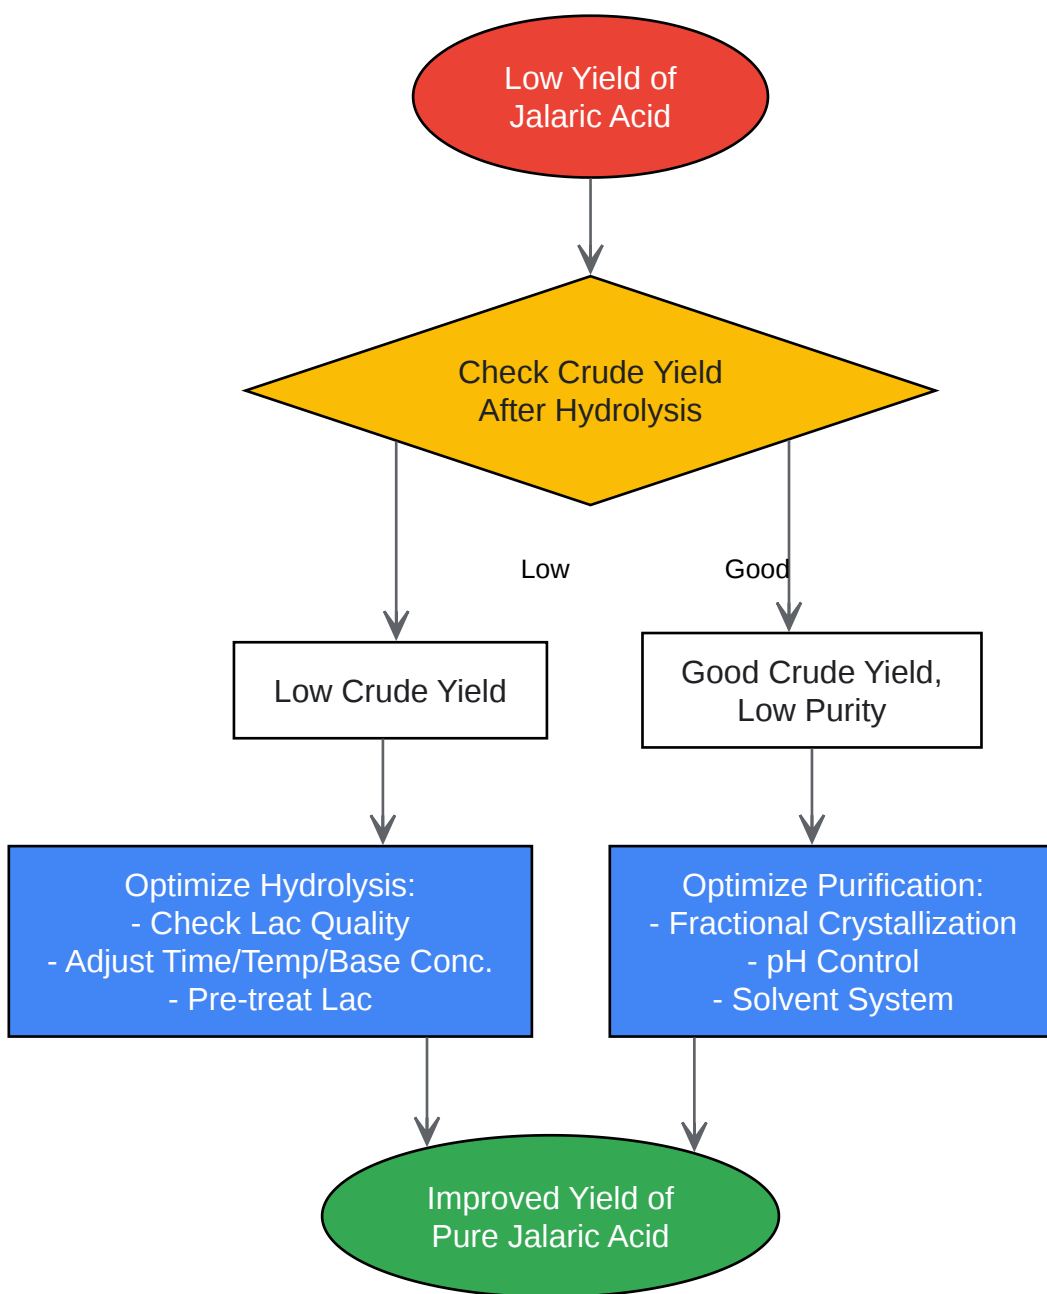 Low Yield of
Jalaric Acid
Check Crude Yield
After Hydrolysis
Low
Good
Low Crude Yield
Good Crude Yield,
Low Purity
Optimize Hydrolysis:
- Check Lac Quality
- Adjust Time/Temp/Base Conc.
- Pre-treat Lac
Optimize Purification:
- Fractional Crystallization
- pH Control
- Solvent System
Improved Yield of
Pure Jalaric Acid